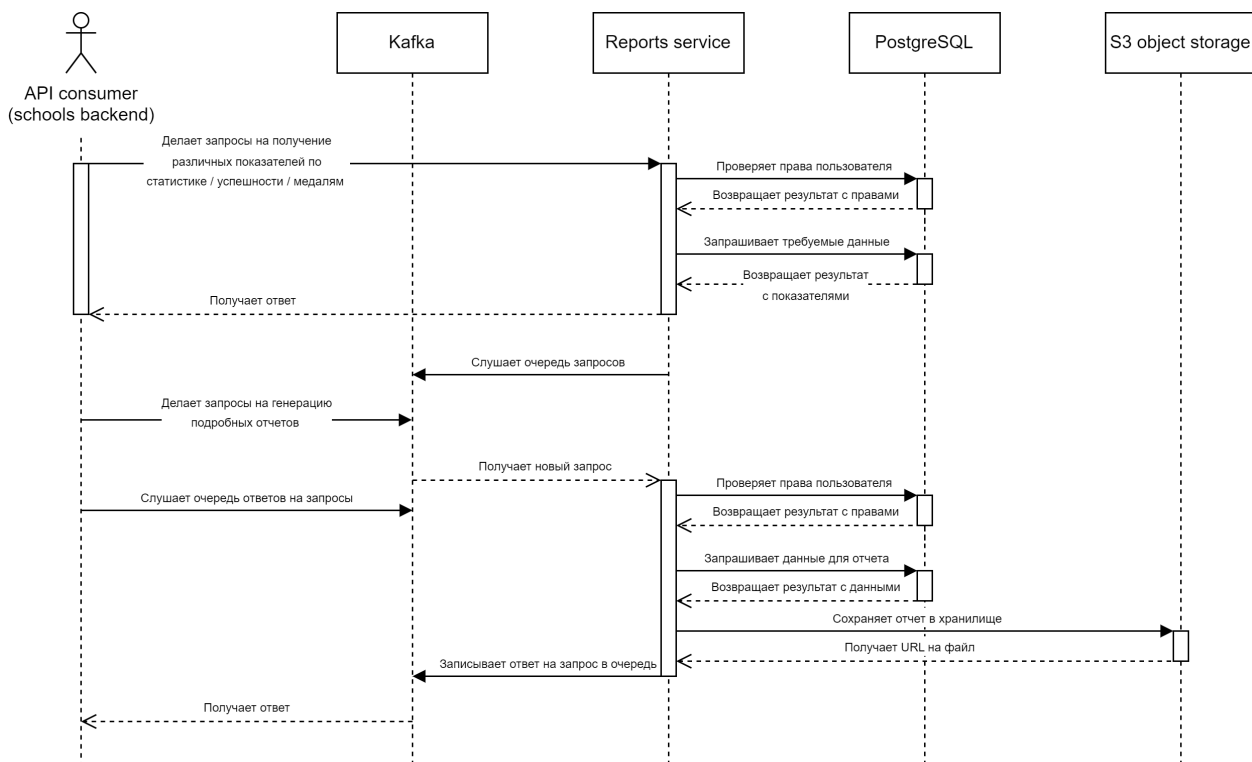 Kafka
Reports service
PostgreSQL
S3 object storage
API consumer
(schools backend)
Делает запросы на получение
различных показателей по
статистике / успешности / медалям
Проверяет права пользователя
Возвращает результат с правами
Запрашивает требуемые данные
Возвращает результат
с показателями
Получает ответ
Слушает очередь запросов
Делает запросы на генерацию
подробных отчетов
Получает новый запрос
Проверяет права пользователя
Слушает очередь ответов на запросы
Возвращает результат с правами
Запрашивает данные для отчета
Возвращает результат с данными
Сохраняет отчет в хранилище
Получает URL на файл
Записывает ответ на запрос в очередь
Получает ответ